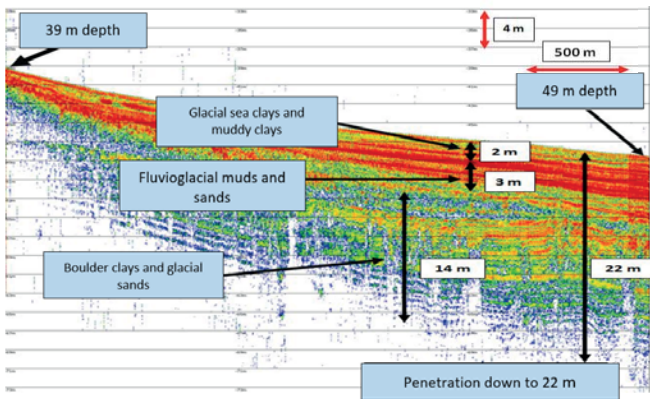 39 m depth
4 m
500 m
49 m depth
Glacial sea clays and
muddy clays
2 m
Fluvioglacial muds and
sands
3 m
Boulder clays and glacial
sands
14 m
22 m
Penetration down to 22 m